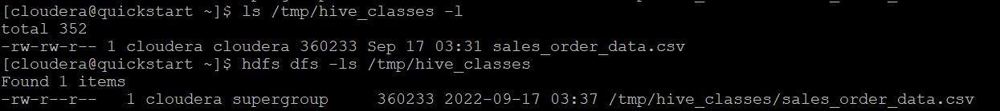 [cloudera@quickstart ~]$ ls /tmp/hive_classes -l
total 352
-rw-rw-r-- 1 cloudera cloudera 360233 Sep 17 03:31 sales_order_data.csv
[cloudera@quickstart ~]$ hdfs dfs -ls /tmp/hive_classes
Found 1 items
-rw-r--r--   1 cloudera supergroup     360233 2022-09-17 03:37 /tmp/hive_classes/sales_order_data.csv